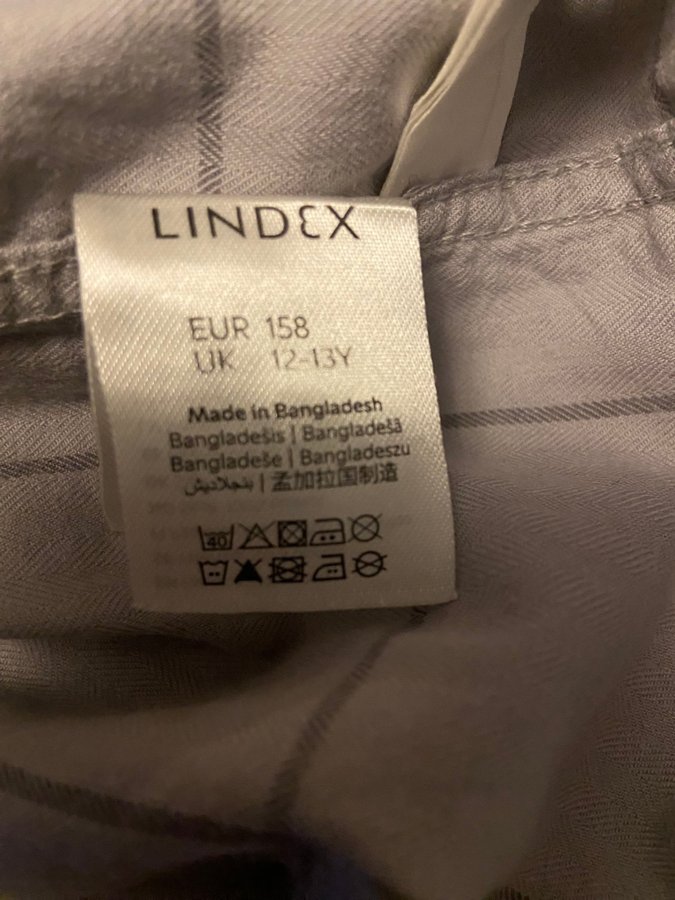 LINDEX
EUR 158
UK 12-13Y
Made in Bangladesh
Bangladešis | Bangladešā
Bangladeše | Bangladeszu
بنجلاديش | 孟加拉国制造
40